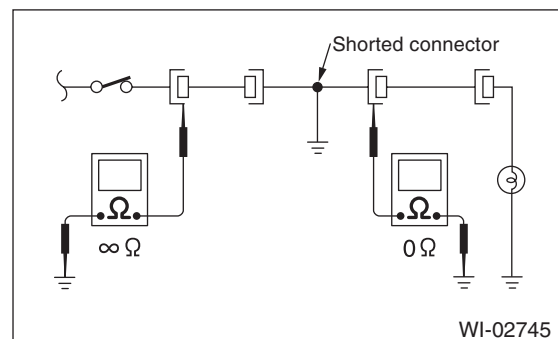 Shorted connector
Ω
∞ Ω
Ω
0 Ω
WI-02745